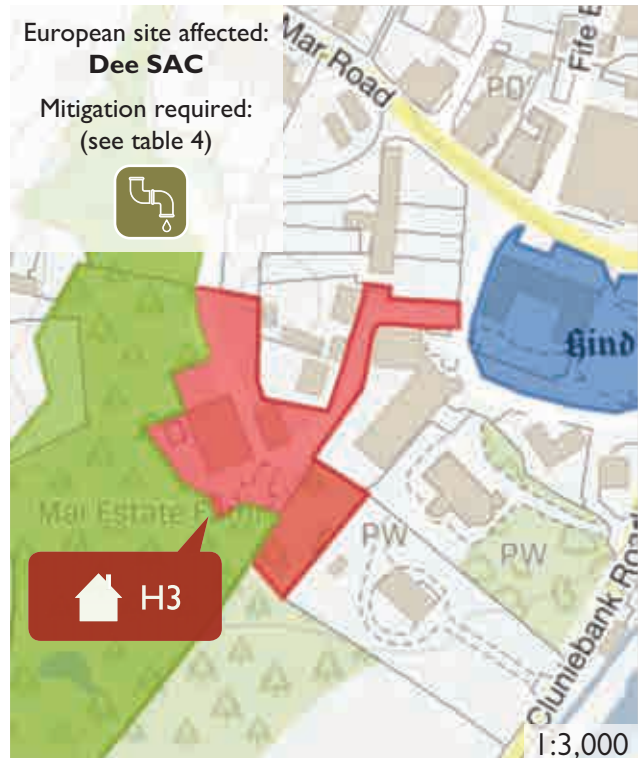 European site affected:
Dee SAC
Mitigation required:
(see table 4)
Mar Road
Fife
PO
Kind
Mar Estate
PW
PW
H3
Cluniebank Road
1:3,000